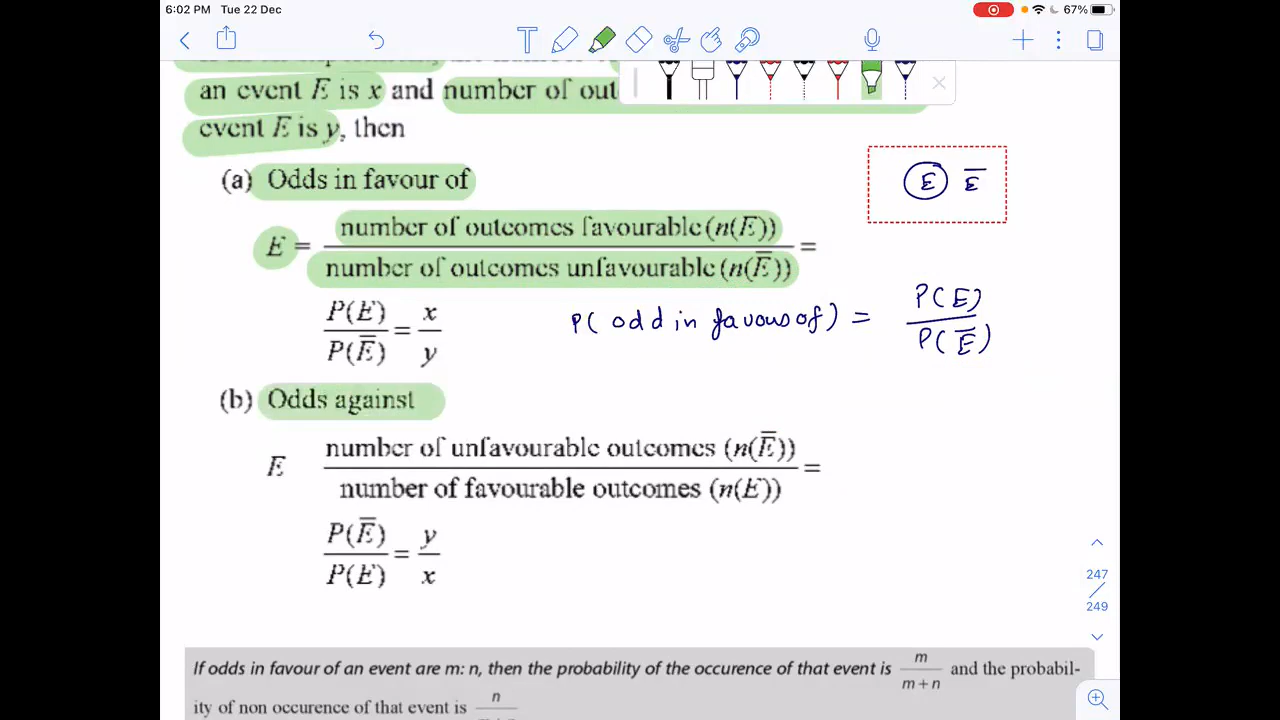 6:02 PM Tue 22 Dec
67%
T
an event E is x and number of out
event E̅ is y, then
(a) Odds in favour of
E E̅
E = number of outcomes favourable (n(E)) / number of outcomes unfavourable (n(E̅)) =
P(E)/P(E̅) = x/y
P( odd in favour of ) = P(E)/P(E̅)
(b) Odds against
E number of unfavourable outcomes (n(E̅)) / number of favourable outcomes (n(E)) =
P(E̅)/P(E) = y/x
247
/
249
If odds in favour of an event are m: n, then the probability of the occurence of that event is m/m + n and the probabil-
ity of non occurence of that event is n